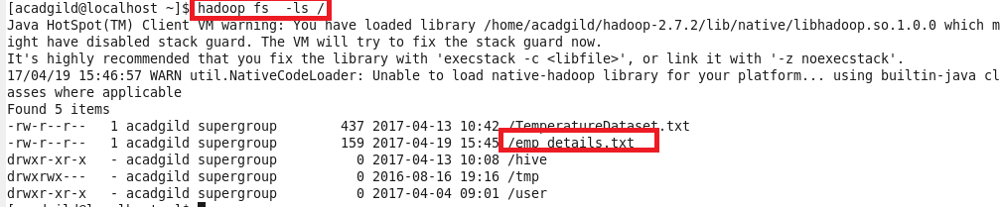 [acadgild@localhost ~]$ hadoop fs -ls /
Java HotSpot(TM) Client VM warning: You have loaded library /home/acadgild/hadoop-2.7.2/lib/native/libhadoop.so.1.0.0 which m
ight have disabled stack guard. The VM will try to fix the stack guard now.
It's highly recommended that you fix the library with 'execstack -c <libfile>', or link it with '-z noexecstack'.
17/04/19 15:46:57 WARN util.NativeCodeLoader: Unable to load native-hadoop library for your platform... using builtin-java cl
asses where applicable
Found 5 items
-rw-r--r--   1 acadgild supergroup        437 2017-04-13 10:42 /TemperatureDataset.txt
-rw-r--r--   1 acadgild supergroup        159 2017-04-19 15:45 /emp_details.txt
drwxr-xr-x   - acadgild supergroup          0 2017-04-13 10:08 /hive
drwxrwx---   - acadgild supergroup          0 2016-08-16 19:16 /tmp
drwxr-xr-x   - acadgild supergroup          0 2017-04-04 09:01 /user